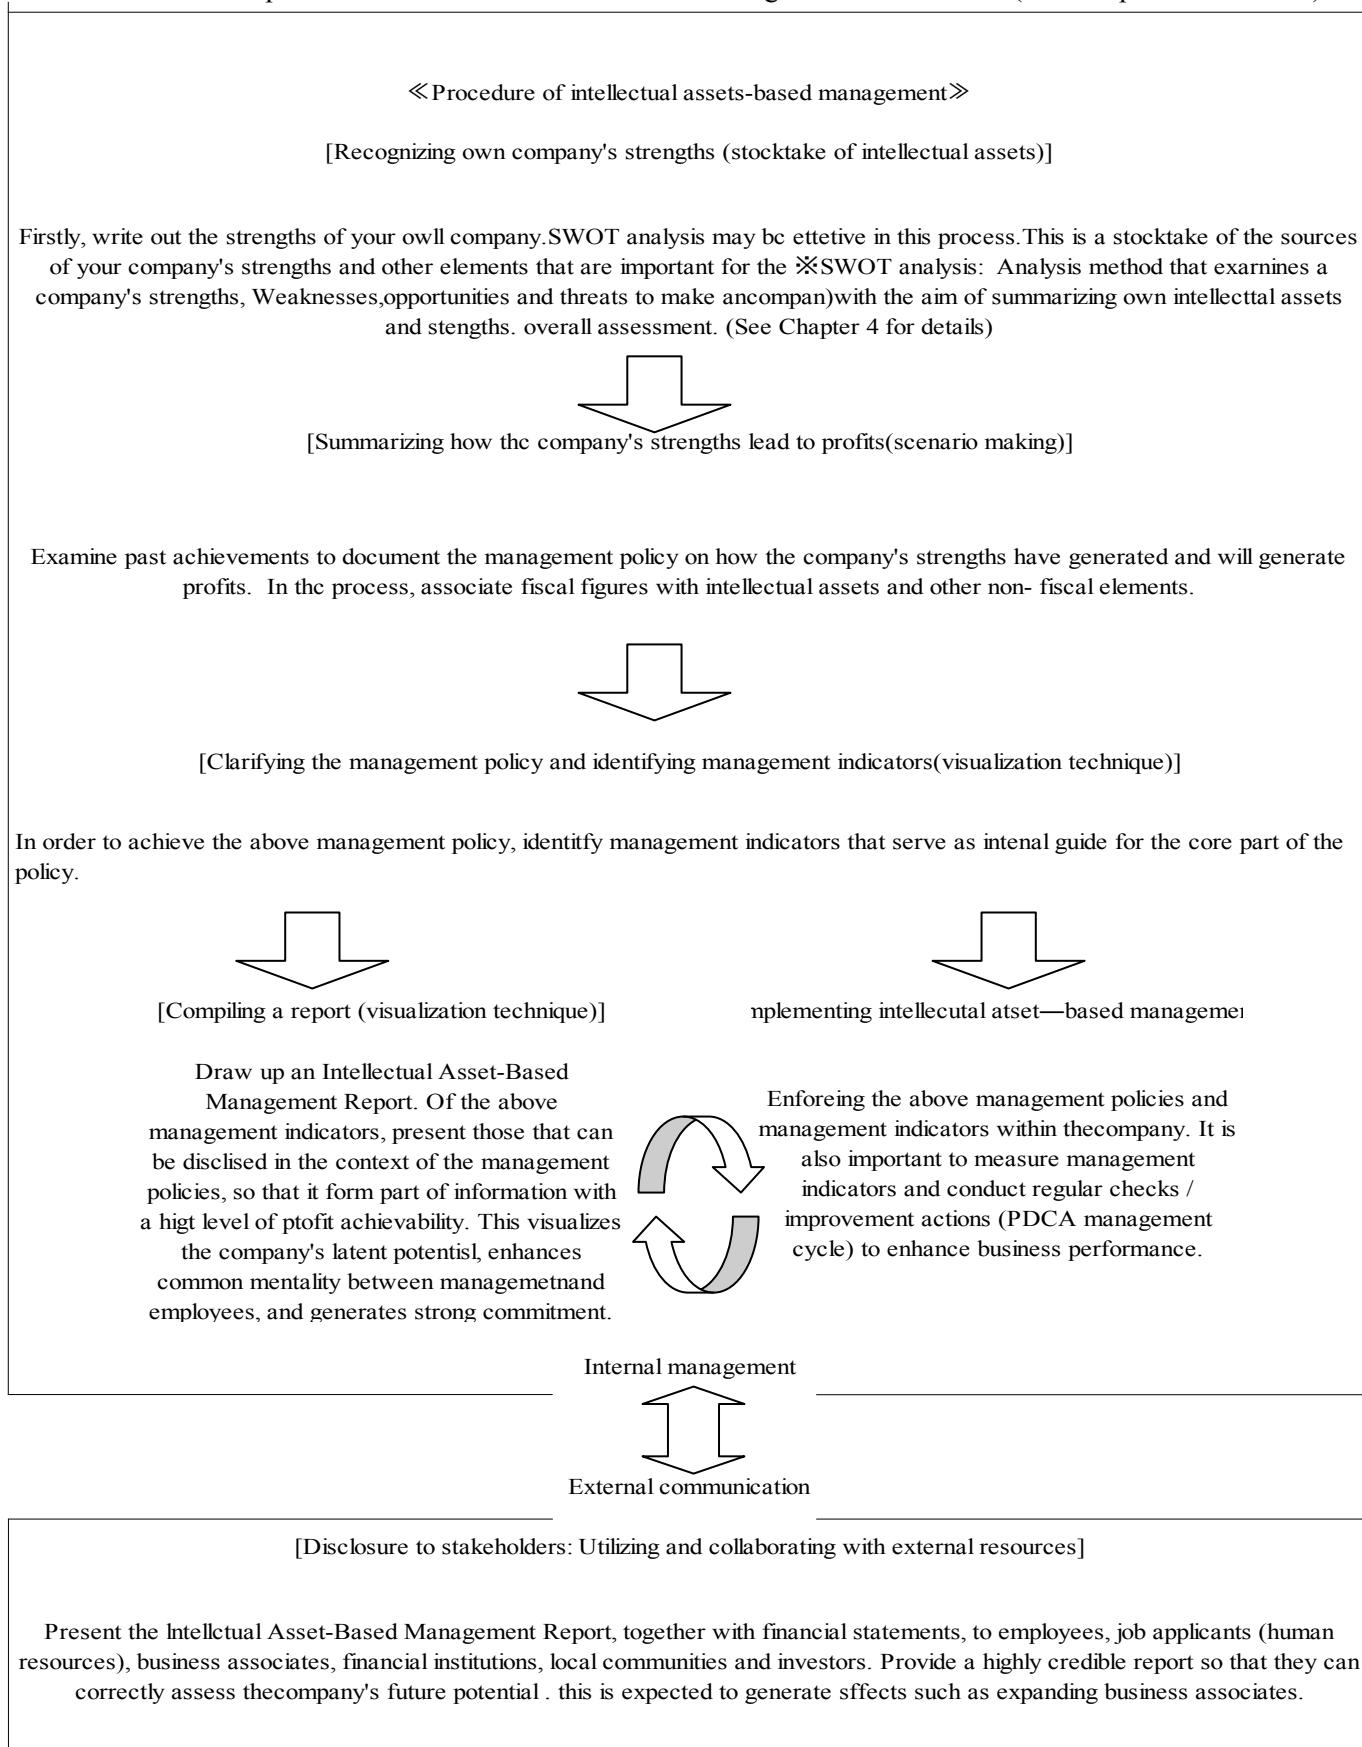 ≪Procedure of intellectual assets-based management≫
[Recognizing own company's strengths (stocktake of intellectual assets)]
Firstly, write out the strengths of your owll company.SWOT analysis may bc ettetive in this process.This is a stocktake of the sources
of your company's strengths and other elements that are important for the ※SWOT analysis: Analysis method that exarnines a
company's strengths, Weaknesses,opportunities and threats to make ancompan)with the aim of summarizing own intellecttal assets
and stengths. overall assessment. (See Chapter 4 for details)
[Summarizing how thc company's strengths lead to profits(scenario making)]
Examine past achievements to document the management policy on how the company's strengths have generated and will generate
profits. In thc process, associate fiscal figures with intellectual assets and other non- fiscal elements.
[Clarifying the management policy and identifying management indicators(visualization technique)]
In order to achieve the above management policy, identitfy management indicators that serve as intenal guide for the core part of the
policy.
[Compiling a report (visualization technique)]
nplementing intellecutal atset—based managemer
Draw up an Intellectual Asset-Based
Management Report. Of the above
management indicators, present those that can
be disclised in the context of the management
policies, so that it form part of information with
a higt level of ptofit achievability. This visualizes
the company's latent potentisl, enhances
common mentality between managemetnand
employees, and generates strong commitment.
Enforeing the above management policies and
management indicators within thecompany. It is
also important to measure management
indicators and conduct regular checks /
improvement actions (PDCA management
cycle) to enhance business performance.
Internal management
External communication
[Disclosure to stakeholders: Utilizing and collaborating with external resources]
Present the lntellctual Asset-Based Management Report, together with financial statements, to employees, job applicants (human
resources), business associates, financial institutions, local communities and investors. Provide a highly credible report so that they can
correctly assess thecompany's future potential . this is expected to generate sffects such as expanding business associates.